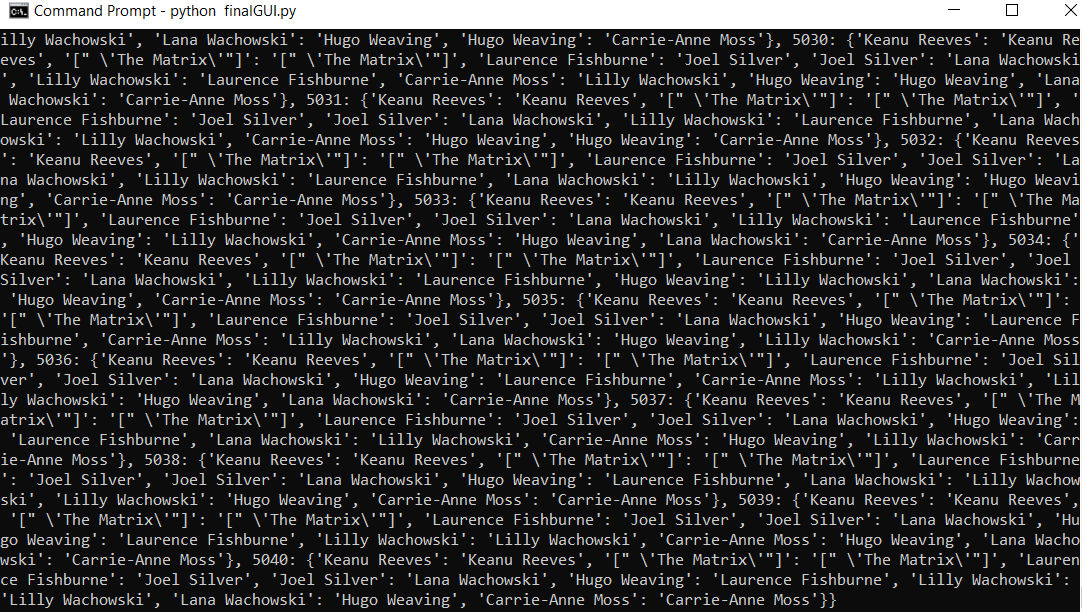 Command Prompt - python  finalGUI.py
illy Wachowski', 'Lana Wachowski': 'Hugo Weaving', 'Hugo Weaving': 'Carrie-Anne Moss'}, 5030: {'Keanu Reeves': 'Keanu Re
eves', '[" \'The Matrix\'"]': '[" \'The Matrix\'"]', 'Laurence Fishburne': 'Joel Silver', 'Joel Silver': 'Lana Wachowski
', 'Lilly Wachowski': 'Laurence Fishburne', 'Carrie-Anne Moss': 'Lilly Wachowski', 'Hugo Weaving': 'Hugo Weaving', 'Lana
 Wachowski': 'Carrie-Anne Moss'}, 5031: {'Keanu Reeves': 'Keanu Reeves', '[" \'The Matrix\'"]': '[" \'The Matrix\'"]', '
Laurence Fishburne': 'Joel Silver', 'Joel Silver': 'Lana Wachowski', 'Lilly Wachowski': 'Laurence Fishburne', 'Lana Wach
owski': 'Lilly Wachowski', 'Carrie-Anne Moss': 'Hugo Weaving', 'Hugo Weaving': 'Carrie-Anne Moss'}, 5032: {'Keanu Reeves
': 'Keanu Reeves', '[" \'The Matrix\'"]': '[" \'The Matrix\'"]', 'Laurence Fishburne': 'Joel Silver', 'Joel Silver': 'La
na Wachowski', 'Lilly Wachowski': 'Laurence Fishburne', 'Lana Wachowski': 'Lilly Wachowski', 'Hugo Weaving': 'Hugo Weavi
ng', 'Carrie-Anne Moss': 'Carrie-Anne Moss'}, 5033: {'Keanu Reeves': 'Keanu Reeves', '[" \'The Matrix\'"]': '[" \'The Ma
trix\'"]', 'Laurence Fishburne': 'Joel Silver', 'Joel Silver': 'Lana Wachowski', 'Lilly Wachowski': 'Laurence Fishburne'
, 'Hugo Weaving': 'Lilly Wachowski', 'Carrie-Anne Moss': 'Hugo Weaving', 'Lana Wachowski': 'Carrie-Anne Moss'}, 5034: {'
Keanu Reeves': 'Keanu Reeves', '[" \'The Matrix\'"]': '[" \'The Matrix\'"]', 'Laurence Fishburne': 'Joel Silver', 'Joel 
Silver': 'Lana Wachowski', 'Lilly Wachowski': 'Laurence Fishburne', 'Hugo Weaving': 'Lilly Wachowski', 'Lana Wachowski':
 'Hugo Weaving', 'Carrie-Anne Moss': 'Carrie-Anne Moss'}, 5035: {'Keanu Reeves': 'Keanu Reeves', '[" \'The Matrix\'"]': 
'[" \'The Matrix\'"]', 'Laurence Fishburne': 'Joel Silver', 'Joel Silver': 'Lana Wachowski', 'Hugo Weaving': 'Laurence F
ishburne', 'Carrie-Anne Moss': 'Lilly Wachowski', 'Lana Wachowski': 'Hugo Weaving', 'Lilly Wachowski': 'Carrie-Anne Moss
'}, 5036: {'Keanu Reeves': 'Keanu Reeves', '[" \'The Matrix\'"]': '[" \'The Matrix\'"]', 'Laurence Fishburne': 'Joel Sil
ver', 'Joel Silver': 'Lana Wachowski', 'Hugo Weaving': 'Laurence Fishburne', 'Carrie-Anne Moss': 'Lilly Wachowski', 'Lil
ly Wachowski': 'Hugo Weaving', 'Lana Wachowski': 'Carrie-Anne Moss'}, 5037: {'Keanu Reeves': 'Keanu Reeves', '[" \'The M
atrix\'"]': '[" \'The Matrix\'"]', 'Laurence Fishburne': 'Joel Silver', 'Joel Silver': 'Lana Wachowski', 'Hugo Weaving':
 'Laurence Fishburne', 'Lana Wachowski': 'Lilly Wachowski', 'Carrie-Anne Moss': 'Hugo Weaving', 'Lilly Wachowski': 'Carr
ie-Anne Moss'}, 5038: {'Keanu Reeves': 'Keanu Reeves', '[" \'The Matrix\'"]': '[" \'The Matrix\'"]', 'Laurence Fishburne
': 'Joel Silver', 'Joel Silver': 'Lana Wachowski', 'Hugo Weaving': 'Laurence Fishburne', 'Lana Wachowski': 'Lilly Wachow
ski', 'Lilly Wachowski': 'Hugo Weaving', 'Carrie-Anne Moss': 'Carrie-Anne Moss'}, 5039: {'Keanu Reeves': 'Keanu Reeves',
 '[" \'The Matrix\'"]': '[" \'The Matrix\'"]', 'Laurence Fishburne': 'Joel Silver', 'Joel Silver': 'Lana Wachowski', 'Hu
go Weaving': 'Laurence Fishburne', 'Lilly Wachowski': 'Lilly Wachowski', 'Carrie-Anne Moss': 'Hugo Weaving', 'Lana Wacho
wski': 'Carrie-Anne Moss'}, 5040: {'Keanu Reeves': 'Keanu Reeves', '[" \'The Matrix\'"]': '[" \'The Matrix\'"]', 'Lauren
ce Fishburne': 'Joel Silver', 'Joel Silver': 'Lana Wachowski', 'Hugo Weaving': 'Laurence Fishburne', 'Lilly Wachowski': 
'Lilly Wachowski', 'Lana Wachowski': 'Hugo Weaving', 'Carrie-Anne Moss': 'Carrie-Anne Moss'}}